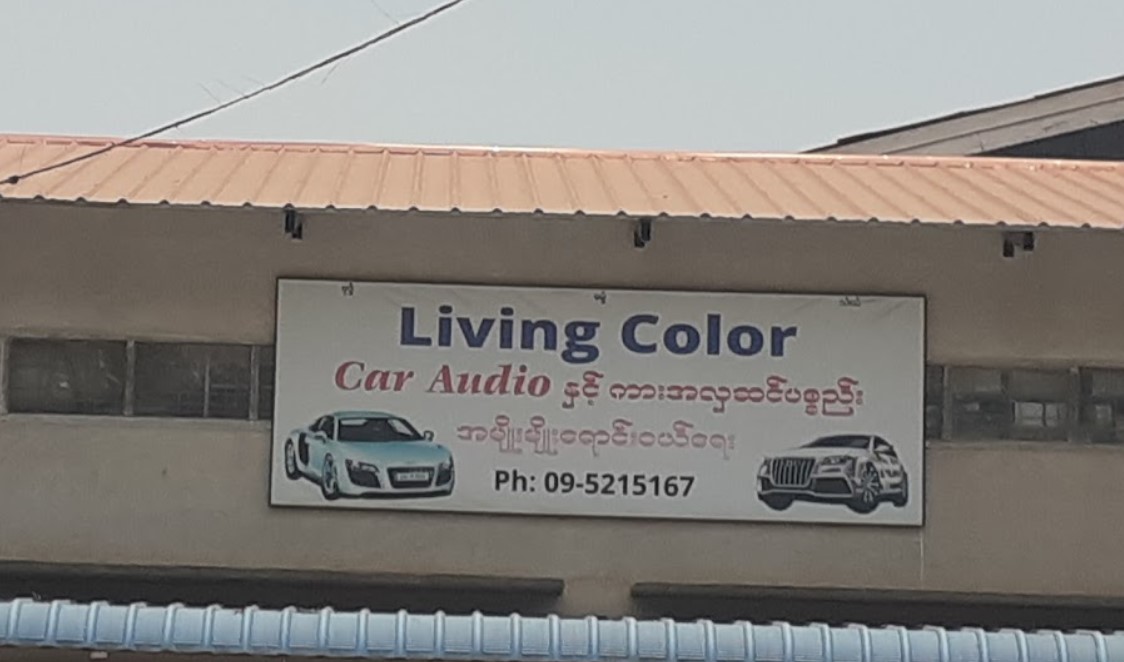 Living Color
Car Audio နှင့် ကားအလှဆင်ပစ္စည်း
အမျိုးမျိုးရောင်းဝယ်ရေး
Ph: 09-5215167